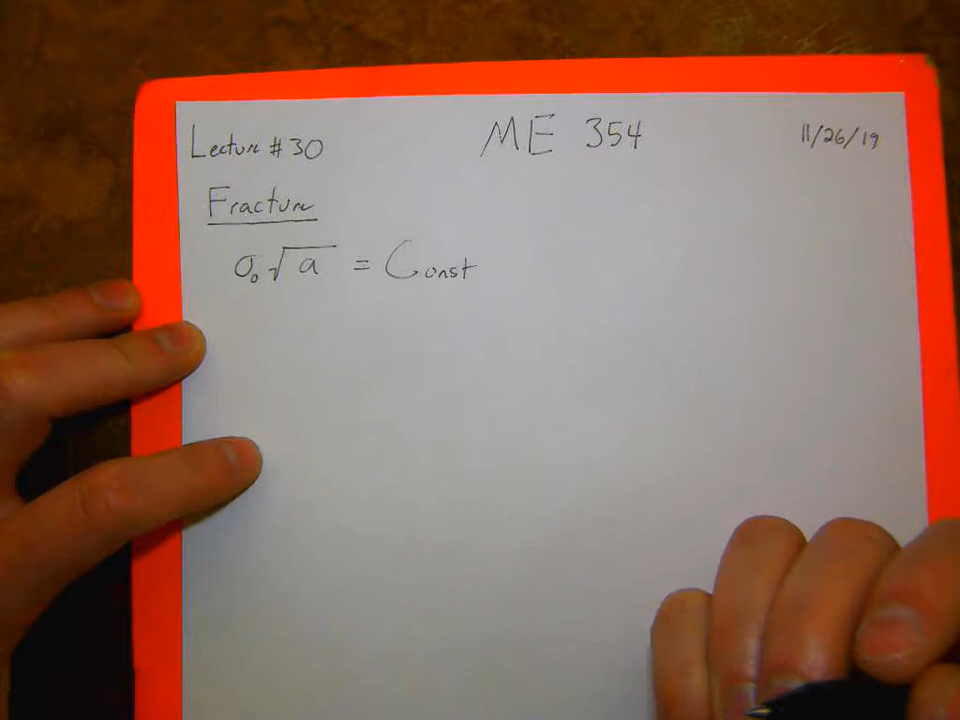 Lecture #30 ME 354 11/26/19
Fracture
σ₀√a = Const